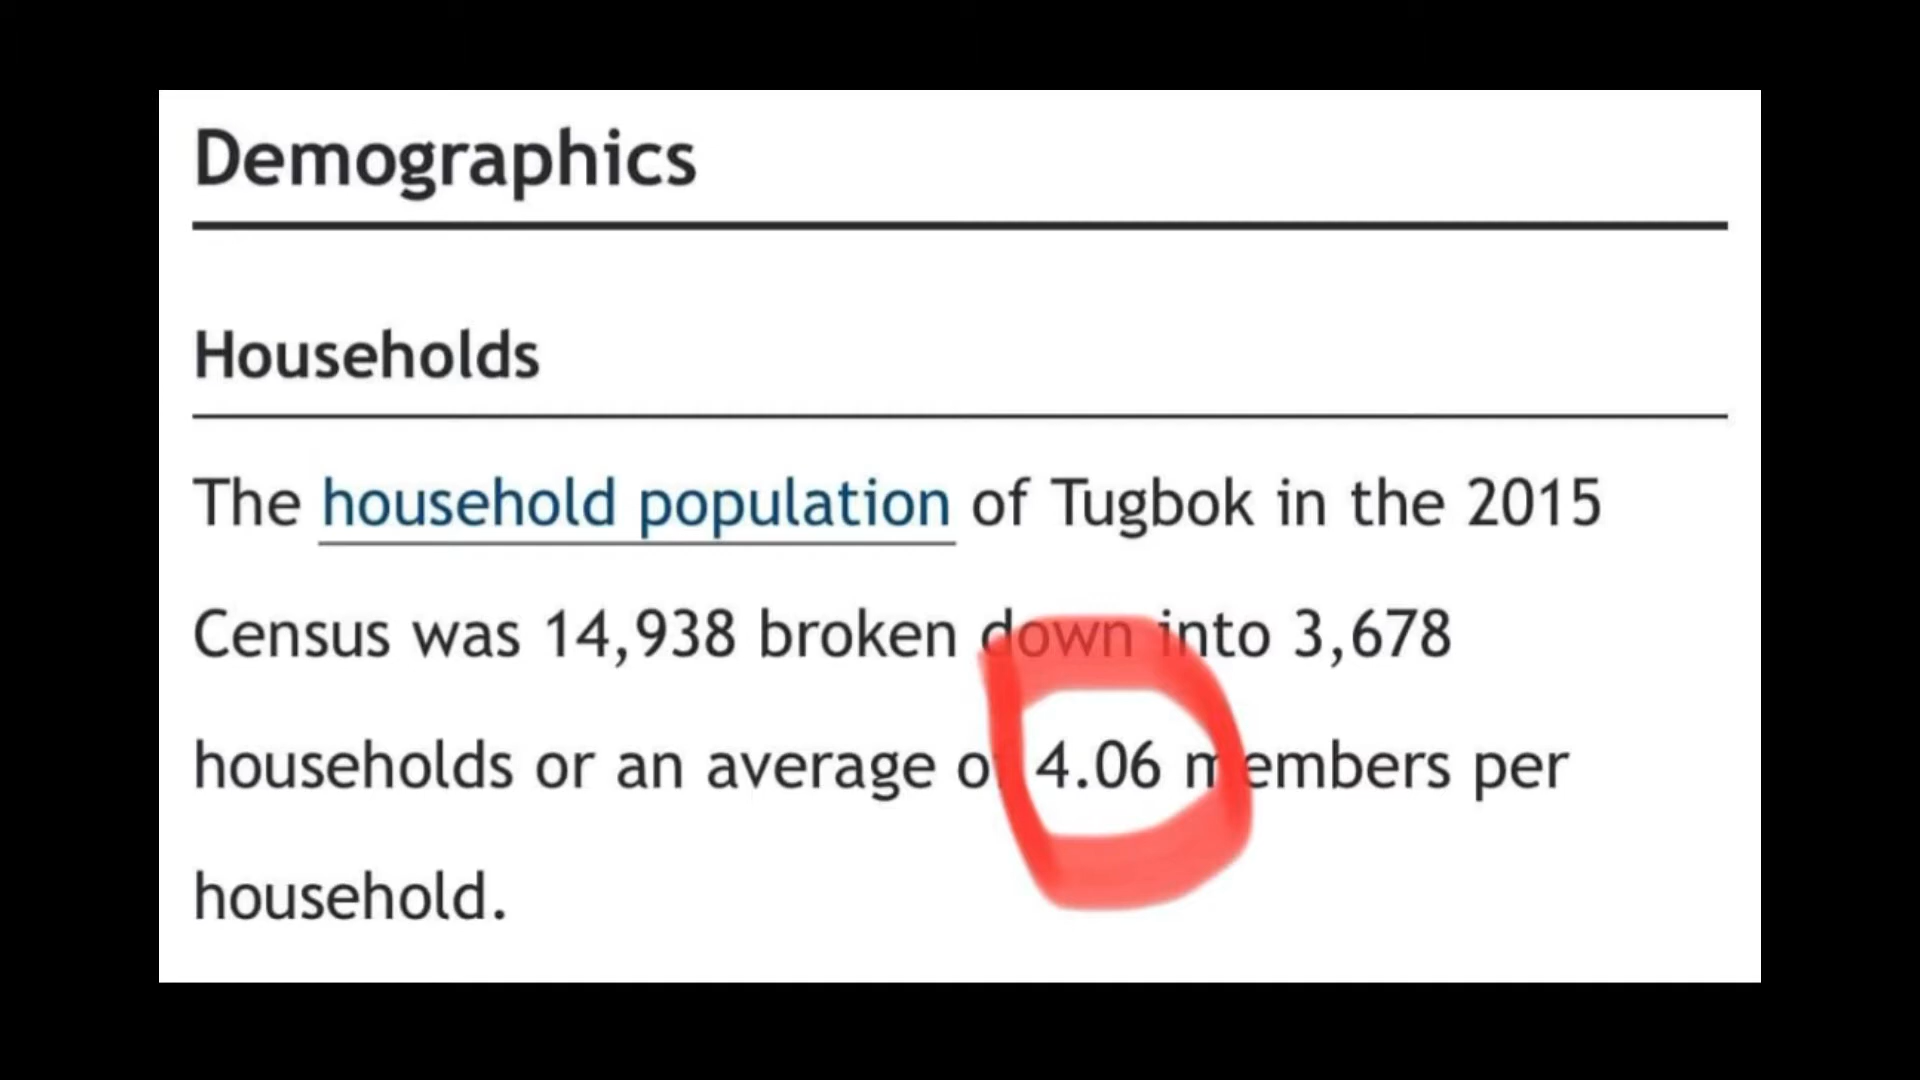 Demographics
Households
The household population of Tugbok in the 2015
Census was 14,938 broken down into 3,678
households or an average of 4.06 members per
household.